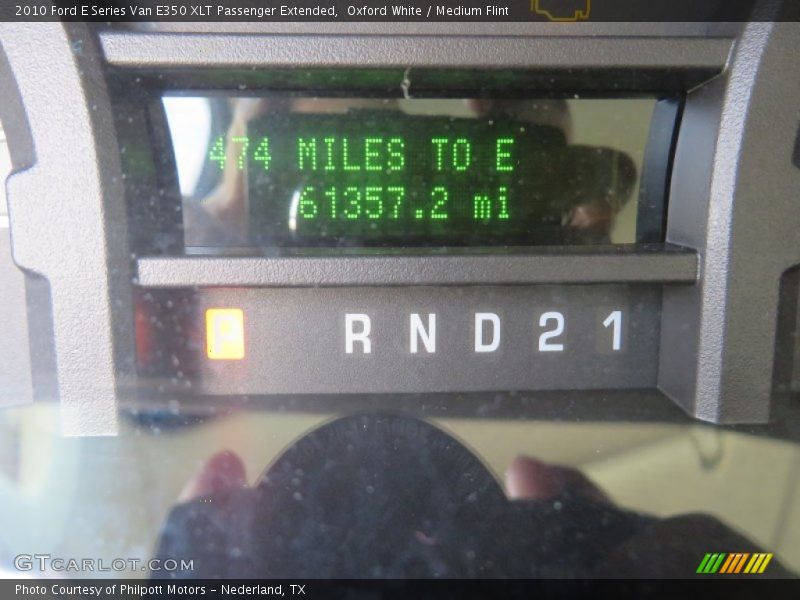 2010 Ford E Series Van E350 XLT Passenger Extended,  Oxford White / Medium Flint
474 MILES TO E
61357.2 mi
P R N D 2 1
GTCARLOT.COM
Photo Courtesy of Philpott Motors - Nederland, TX